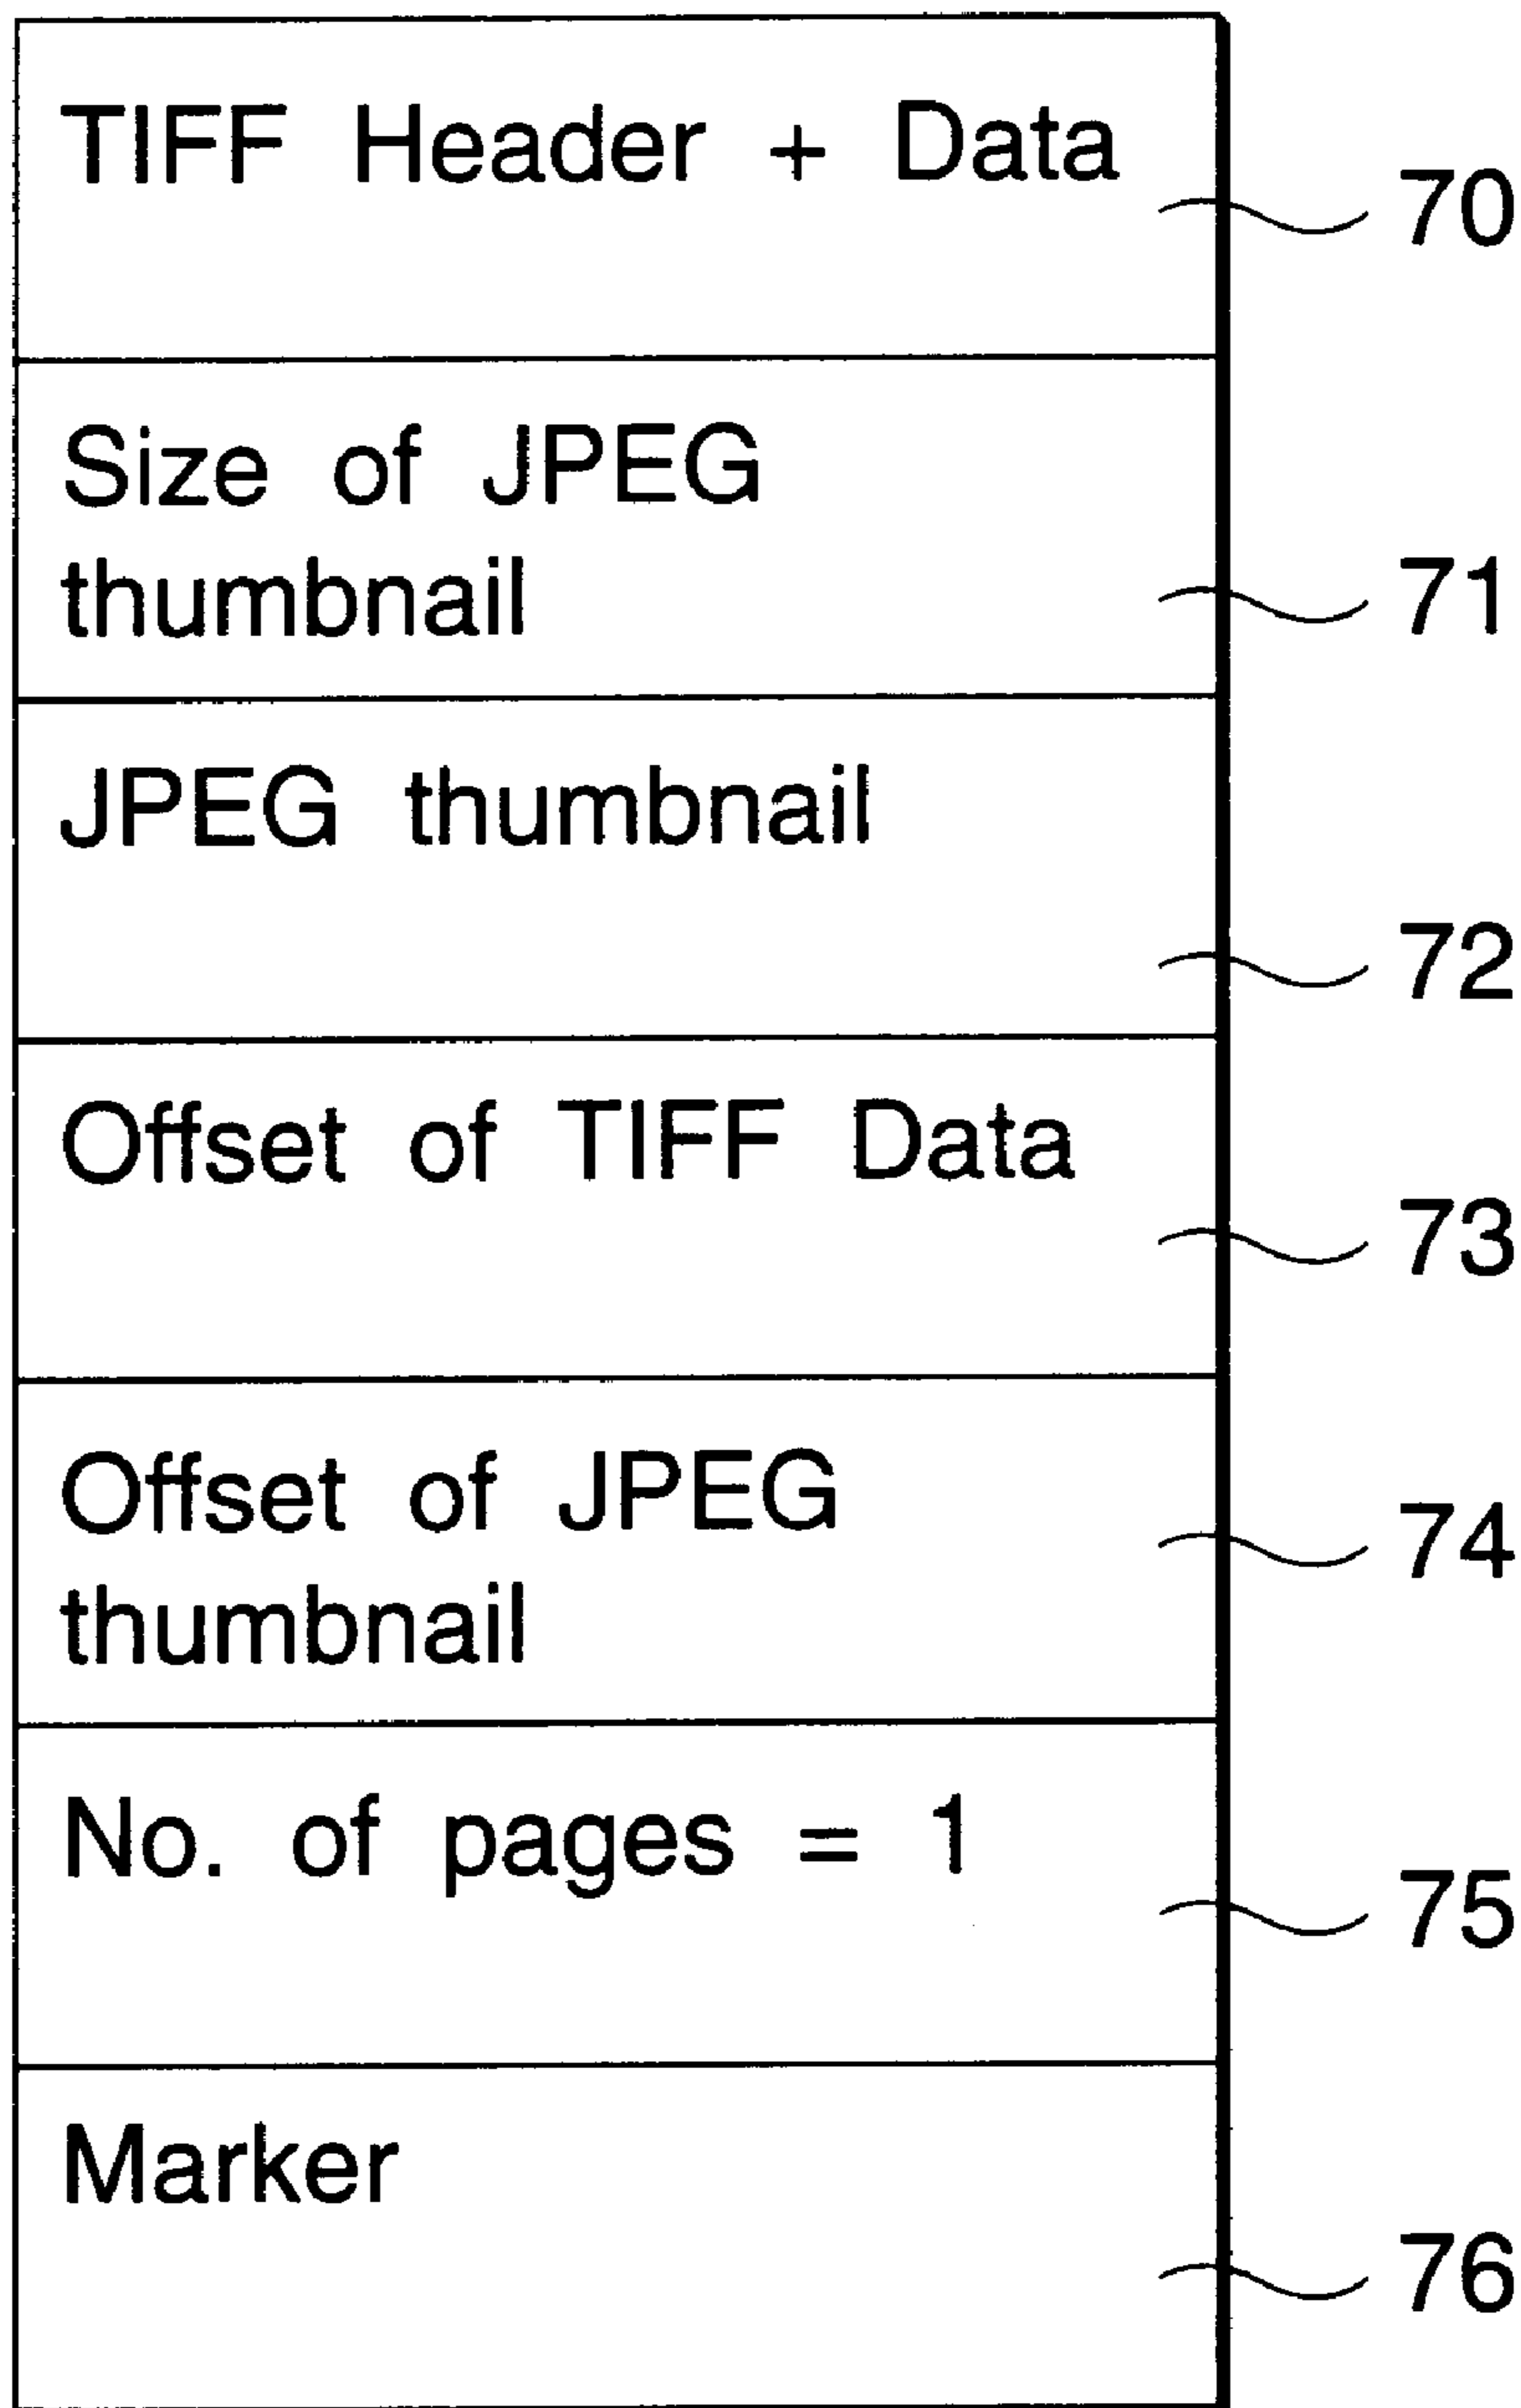 TIFF Header + Data
70
Size of JPEG
thumbnail
71
JPEG thumbnail
72
Offset of TIFF Data
73
Offset of JPEG
thumbnail
74
No. of pages = 1
75
Marker
76